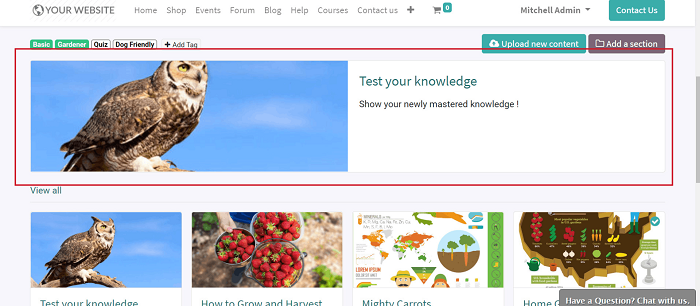 YOUR WEBSITE
Home Shop Events Forum Blog Help Courses Contact us + 0 Mitchell Admin Contact Us
Basic Gardener Quiz Dog Friendly + Add Tag
Upload new content Add a section
Test your knowledge
Show your newly mastered knowledge !
View all
LOREM IPSUM
Test your knowledge
How to Grow and Harvest
Mighty Carrots
Home G
Have a Question? Chat with us.